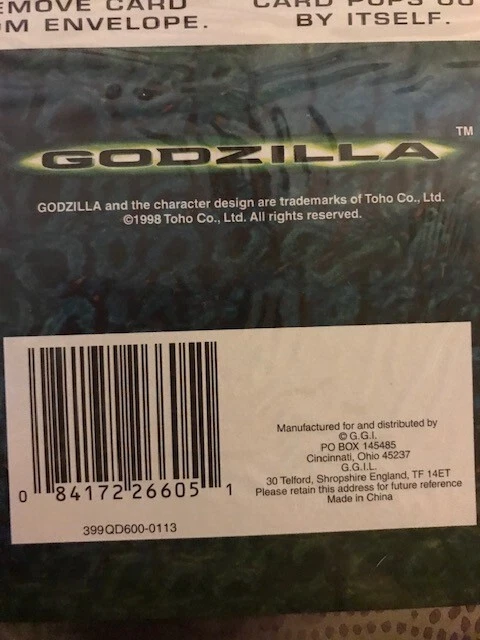 EMOVE CARD
M ENVELOPE.
CARD POPS OU
BY ITSELF.
GODZILLA™
GODZILLA and the character design are trademarks of Toho Co., Ltd.
©1998 Toho Co., Ltd. All rights reserved.
0 84172 26605 1
399QD600-0113
Manufactured for and distributed by
© G.G.I.
PO BOX 145485
Cincinnati, Ohio 45237
G.G.I.L.
30 Telford, Shropshire England, TF 14ET
Please retain this address for future reference
Made in China